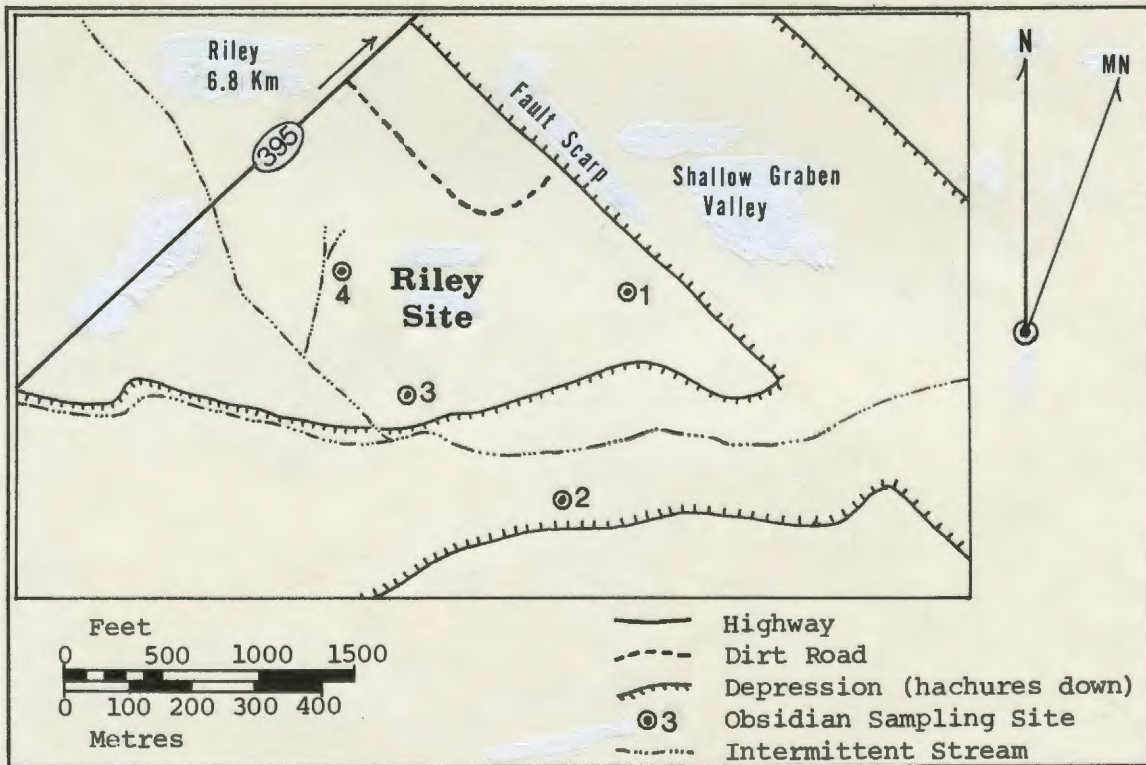 Riley
6.8 Km
395
Fault Scarp
Shallow Graben
Valley
N
MN
Riley
Site
4
1
3
2
Feet
0 500 1000 1500
0 100 200 300 400
Metres
Highway
Dirt Road
Depression (hachures down)
3 Obsidian Sampling Site
Intermittent Stream